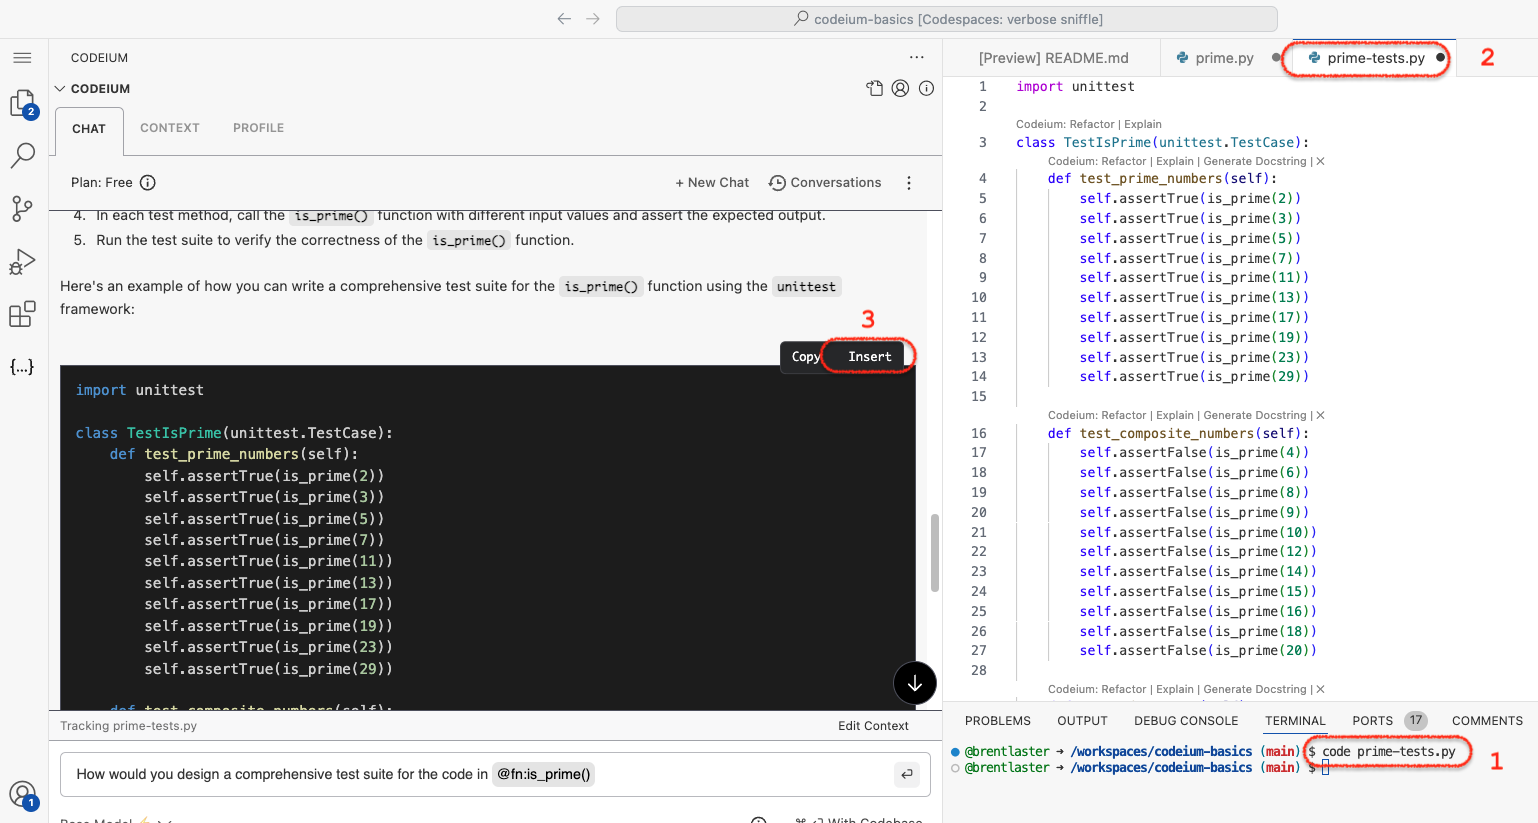 codeium-basics [Codespaces: verbose sniffle]
CODEIUM
CODEIUM
CHAT CONTEXT PROFILE
Plan: Free
+ New Chat Conversations
4. In each test method, call the is_prime() function with different input values and assert the expected output.
5. Run the test suite to verify the correctness of the is_prime() function.
Here's an example of how you can write a comprehensive test suite for the is_prime() function using the unittest
framework:
3
Copy Insert
import unittest
class TestIsPrime(unittest.TestCase):
def test_prime_numbers(self):
self.assertTrue(is_prime(2))
self.assertTrue(is_prime(3))
self.assertTrue(is_prime(5))
self.assertTrue(is_prime(7))
self.assertTrue(is_prime(11))
self.assertTrue(is_prime(13))
self.assertTrue(is_prime(17))
self.assertTrue(is_prime(19))
self.assertTrue(is_prime(23))
self.assertTrue(is_prime(29))
def test_composite_numbers(self):
Tracking prime-tests.py
Edit Context
How would you design a comprehensive test suite for the code in @fn:is_prime()
Base Model
With Codebase
2
{...}
1
[Preview] README.md prime.py prime-tests.py 2
1 import unittest
2
Codeium: Refactor | Explain
3 class TestIsPrime(unittest.TestCase):
Codeium: Refactor | Explain | Generate Docstring | ✕
4 def test_prime_numbers(self):
5 self.assertTrue(is_prime(2))
6 self.assertTrue(is_prime(3))
7 self.assertTrue(is_prime(5))
8 self.assertTrue(is_prime(7))
9 self.assertTrue(is_prime(11))
10 self.assertTrue(is_prime(13))
11 self.assertTrue(is_prime(17))
12 self.assertTrue(is_prime(19))
13 self.assertTrue(is_prime(23))
14 self.assertTrue(is_prime(29))
15
Codeium: Refactor | Explain | Generate Docstring | ✕
16 def test_composite_numbers(self):
17 self.assertFalse(is_prime(4))
18 self.assertFalse(is_prime(6))
19 self.assertFalse(is_prime(8))
20 self.assertFalse(is_prime(9))
21 self.assertFalse(is_prime(10))
22 self.assertFalse(is_prime(12))
23 self.assertFalse(is_prime(14))
24 self.assertFalse(is_prime(15))
25 self.assertFalse(is_prime(16))
26 self.assertFalse(is_prime(18))
27 self.assertFalse(is_prime(20))
28
Codeium: Refactor | Explain | Generate Docstring | ✕
PROBLEMS OUTPUT DEBUG CONSOLE TERMINAL PORTS 17 COMMENTS
@brentlaster ➜ /workspaces/codeium-basics (main) $ code prime-tests.py
@brentlaster ➜ /workspaces/codeium-basics (main) $
1